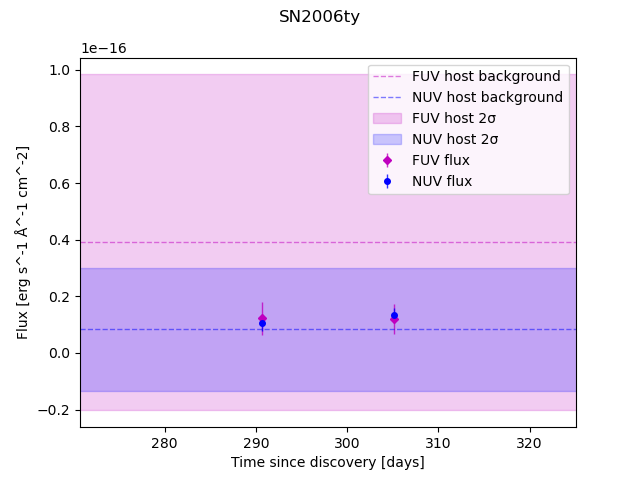 SN2006ty
1e−16
1.0
0.8
0.6
0.4
0.2
0.0
−0.2
Flux [erg s^-1 Å^-1 cm^-2]
FUV host background
NUV host background
FUV host 2σ
NUV host 2σ
FUV flux
NUV flux
280
290
300
310
320
Time since discovery [days]